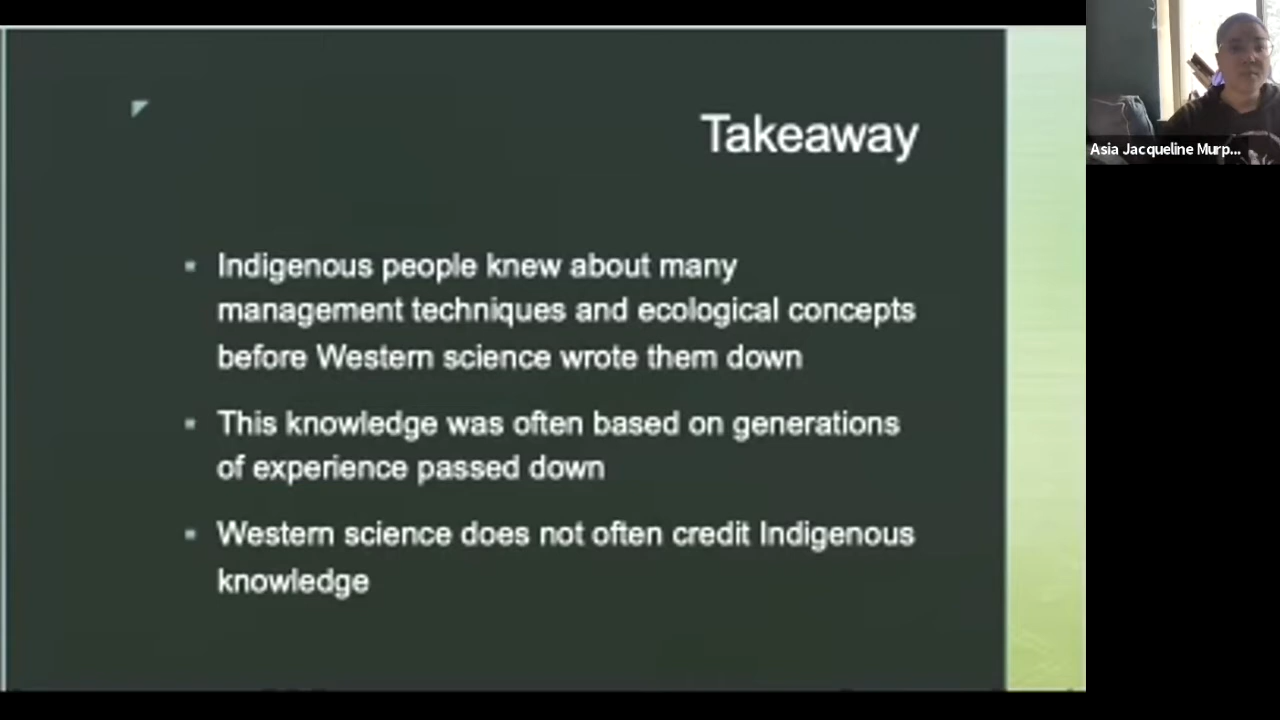 Takeaway
Indigenous people knew about many
management techniques and ecological concepts
before Western science wrote them down
This knowledge was often based on generations
of experience passed down
Western science does not often credit Indigenous
knowledge
Asia Jacqueline Murp...